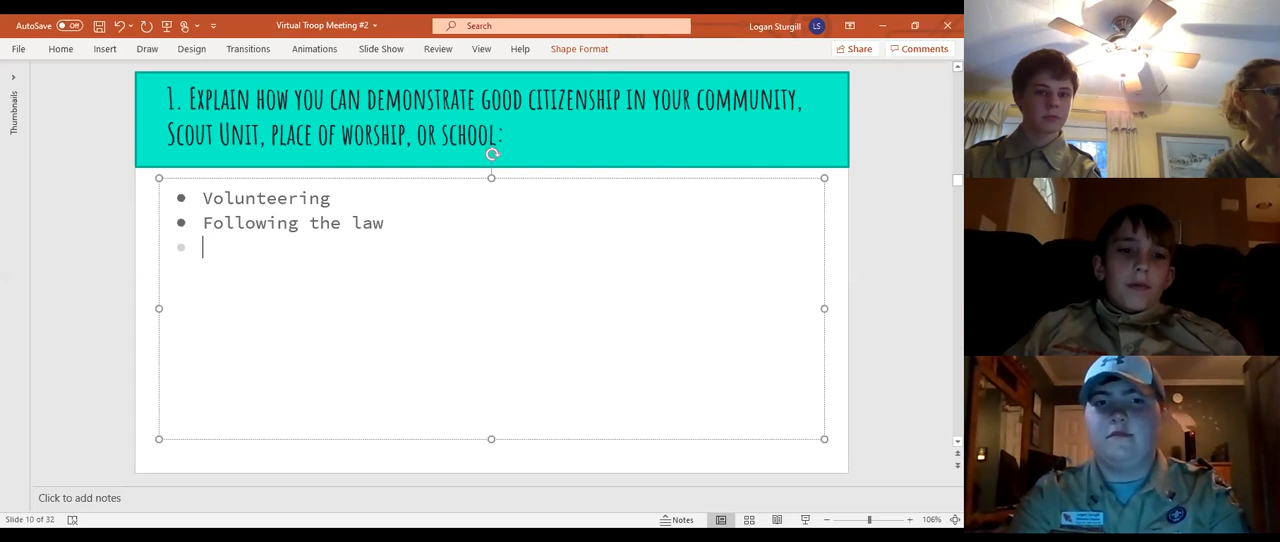 AutoSave Off
Virtual Troop Meeting #2
Search
Logan Sturgill LS
File Home Insert Draw Design Transitions Animations Slide Show Review View Help Shape Format Share Comments
Thumbnails
1. Explain how you can demonstrate good citizenship in your community,
Scout Unit, place of worship, or school:
Volunteering
Following the law
Click to add notes
Slide 10 of 32
Notes
106%